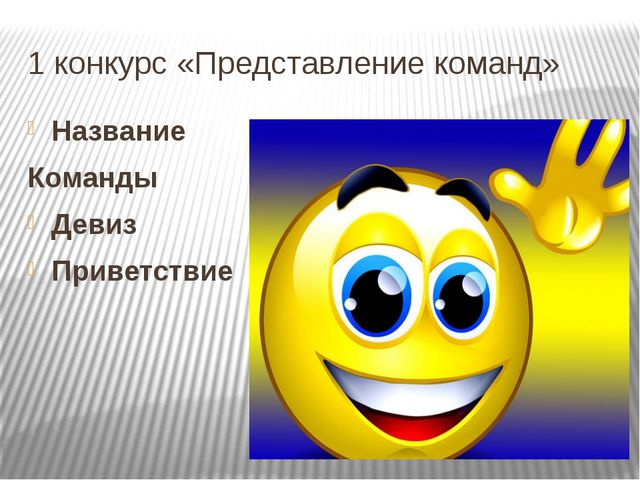 1 конкурс «Представление команд»
Название
Команды
Девиз
Приветствие